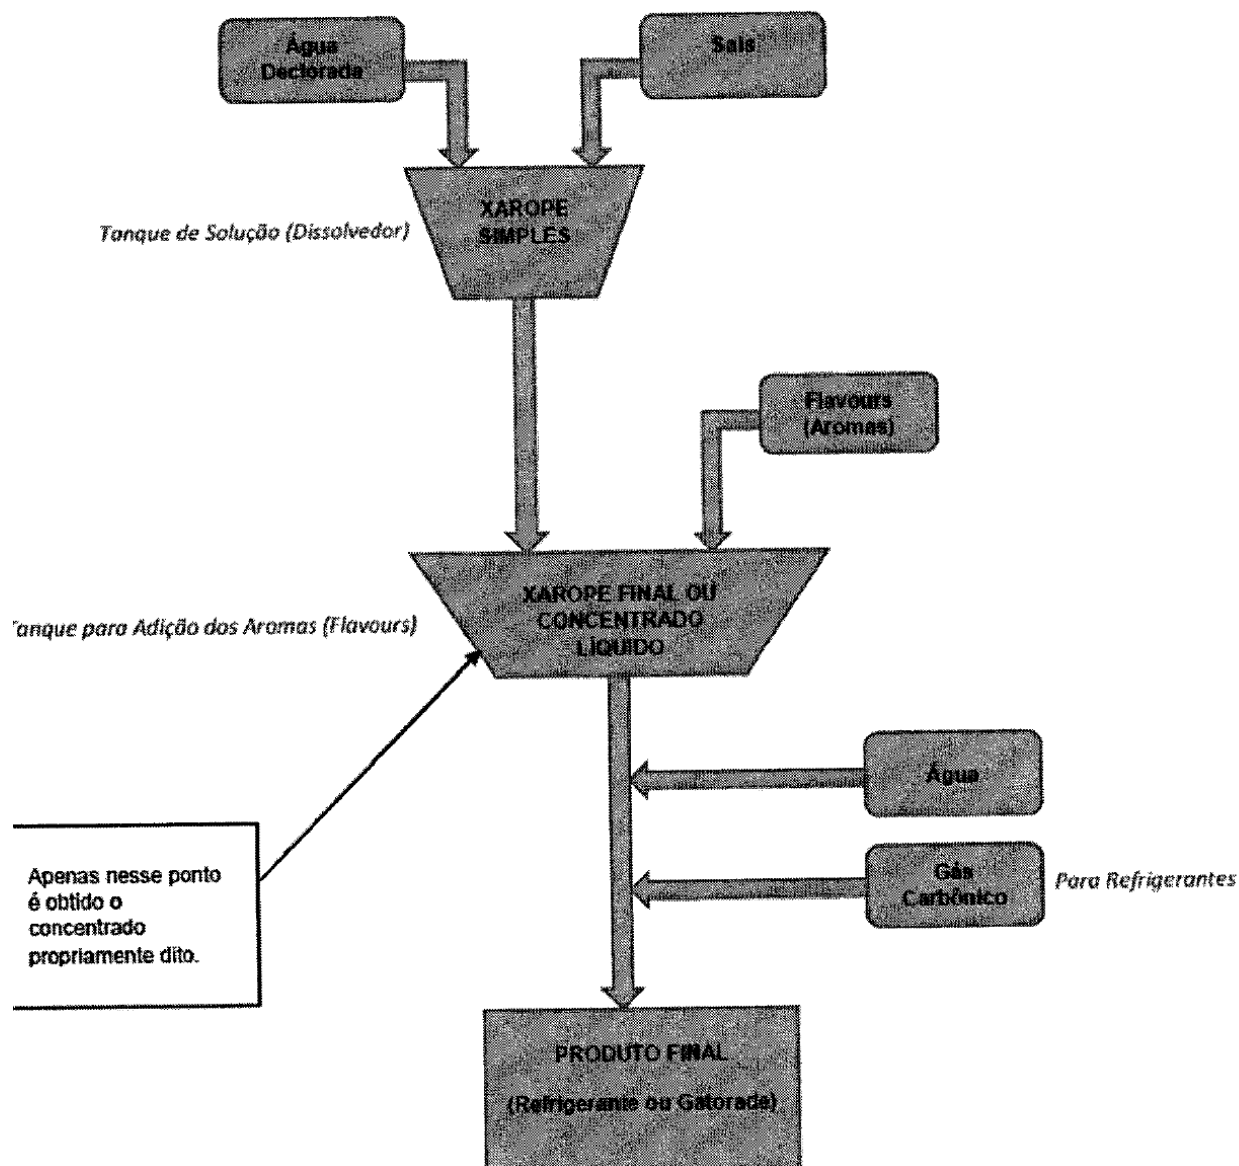 Água
Declorada
Sais
XAROPE
SIMPLES
Tanque de Solução (Dissolvedor)
Flavours
(Aromas)
XAROPE FINAL OU
CONCENTRADO
LÍQUIDO
Tanque para Adição dos Aromas (Flavours)
Água
Gás
Carbônico
Para Refrigerantes
Apenas nesse ponto
é obtido o
concentrado
propriamente dito.
PRODUTO FINAL
(Refrigerante ou Gatorade)